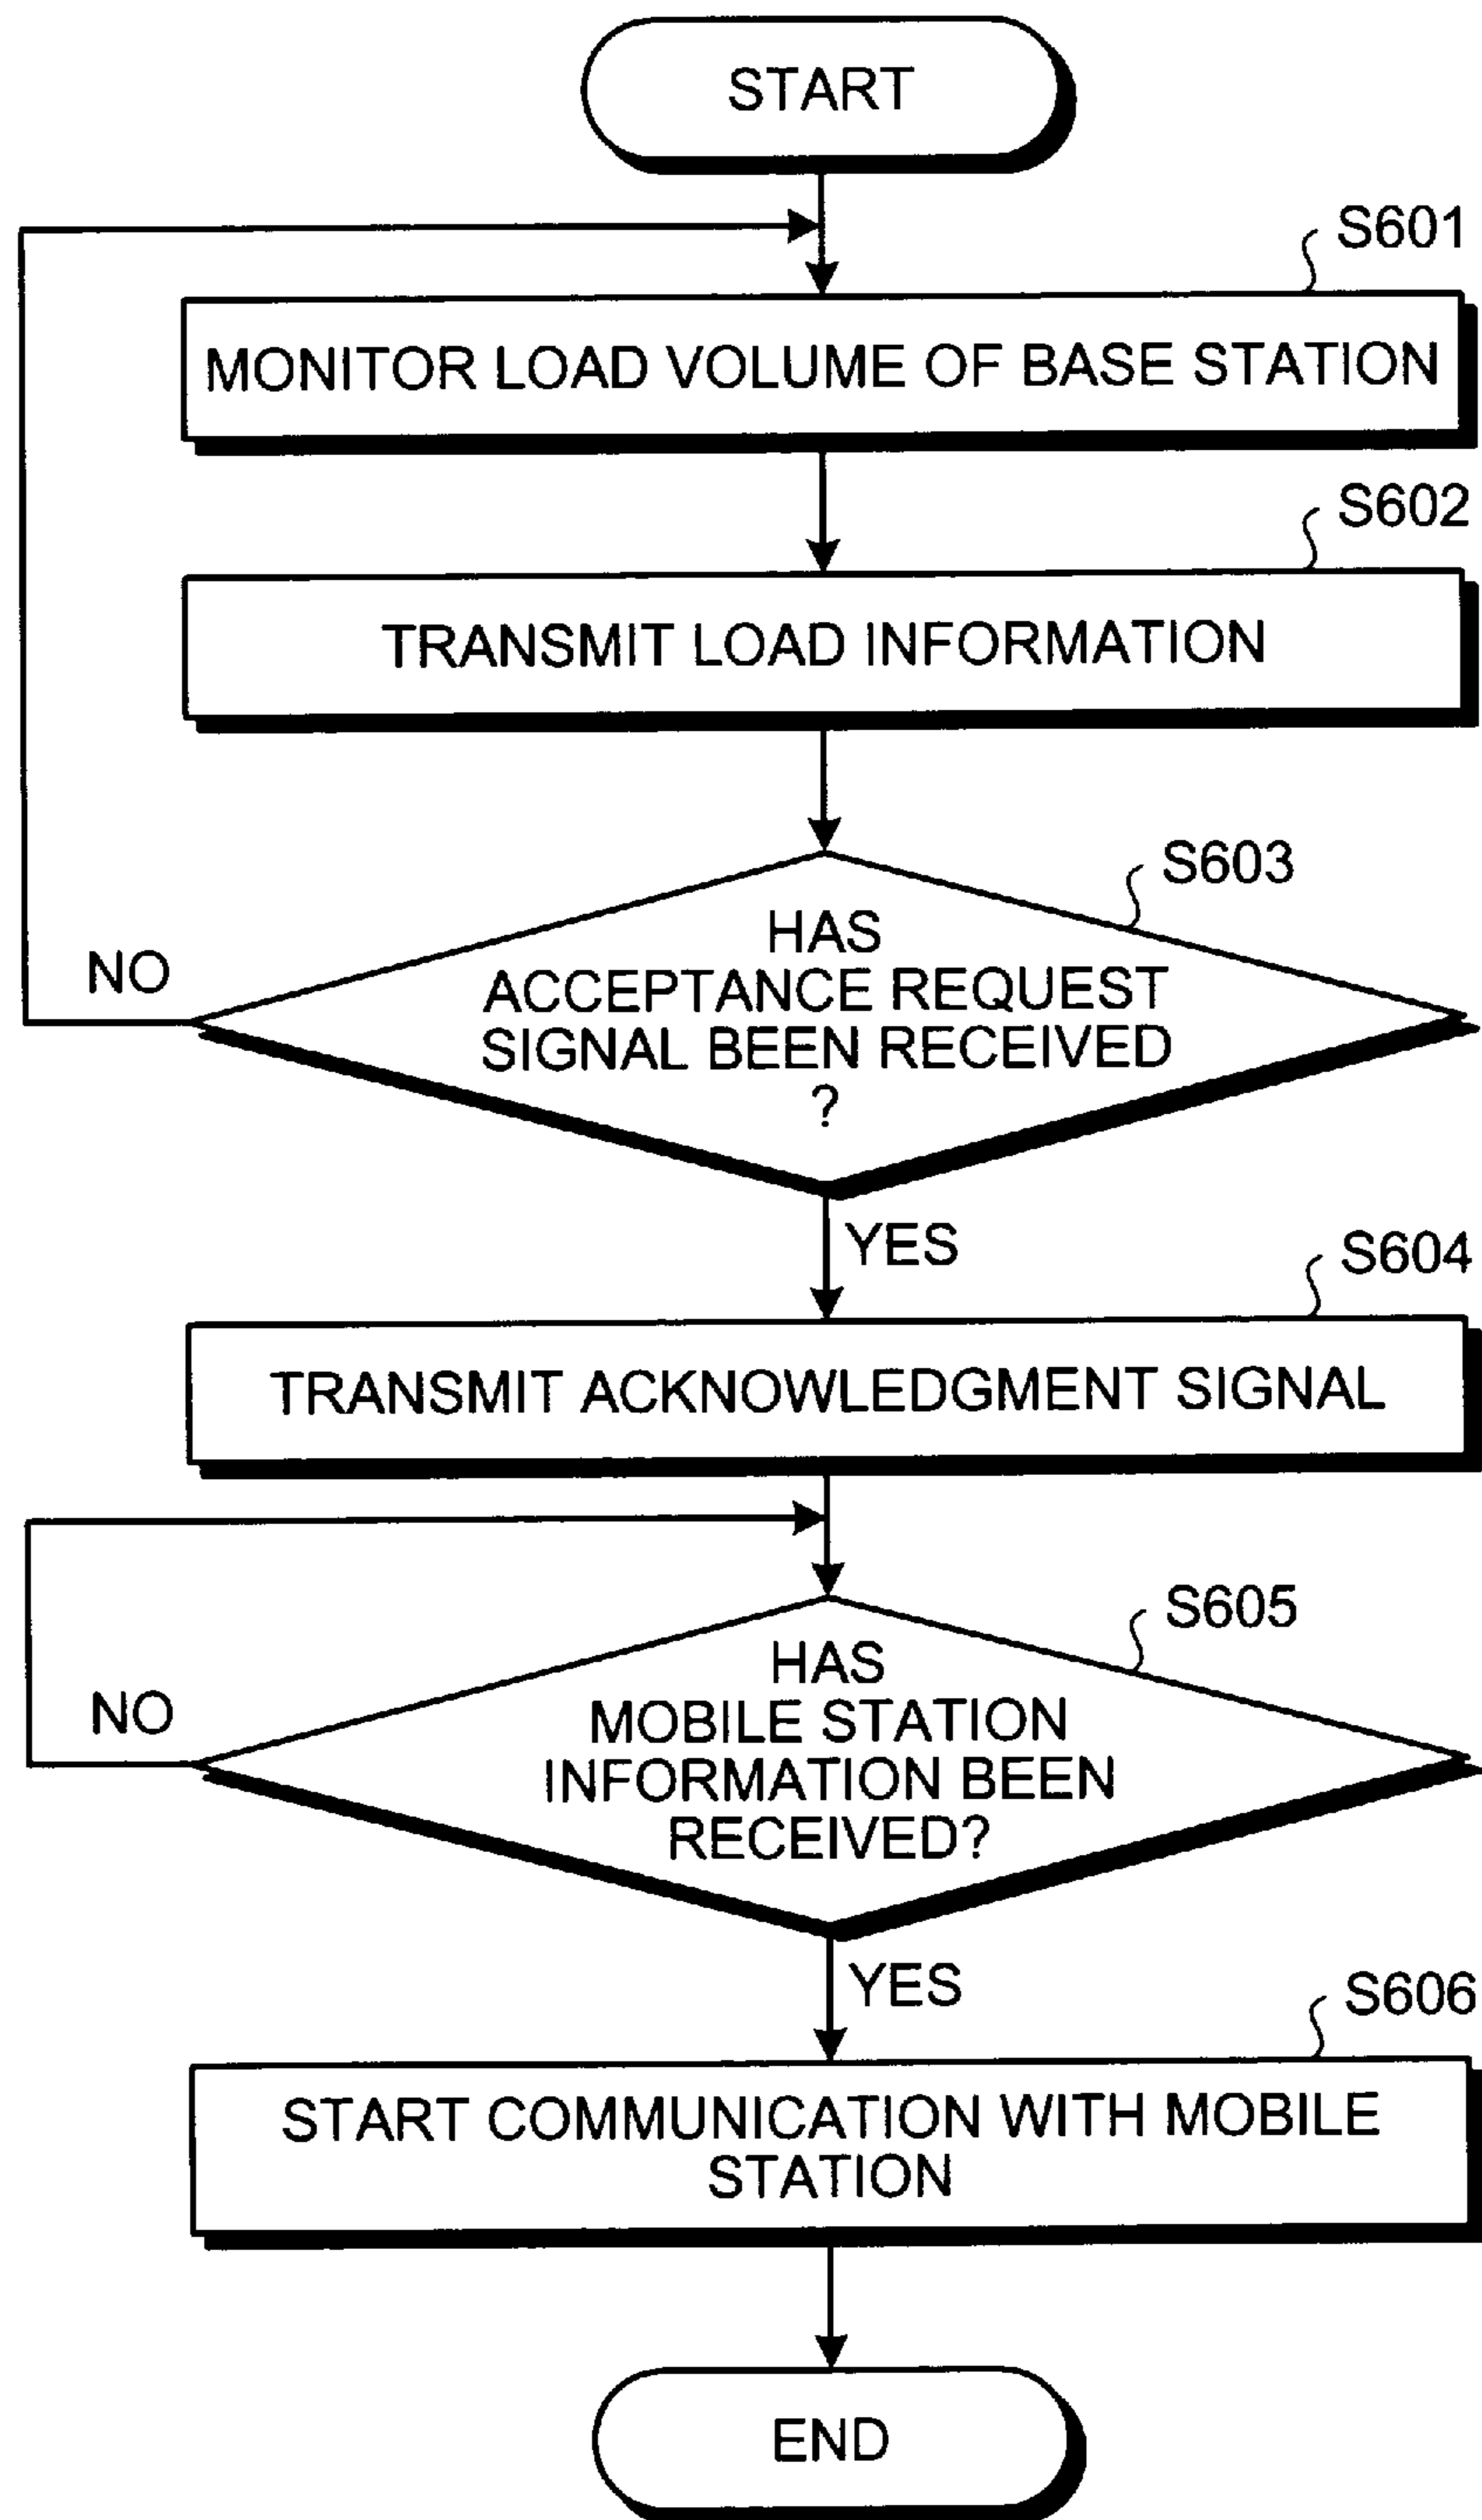 START
S601
MONITOR LOAD VOLUME OF BASE STATION
S602
TRANSMIT LOAD INFORMATION
S603
HAS
ACCEPTANCE REQUEST
SIGNAL BEEN RECEIVED
?
NO
YES
S604
TRANSMIT ACKNOWLEDGMENT SIGNAL
S605
HAS
MOBILE STATION
INFORMATION BEEN
RECEIVED?
NO
YES
S606
START COMMUNICATION WITH MOBILE
STATION
END